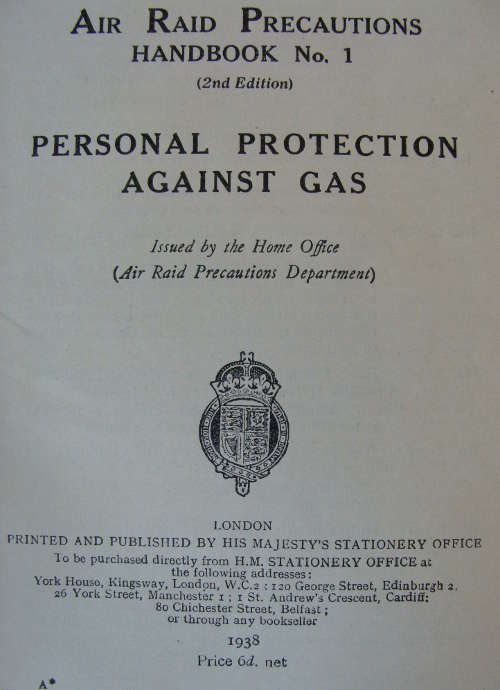 AIR RAID PRECAUTIONS
HANDBOOK No. 1
(2nd Edition)
PERSONAL PROTECTION
AGAINST GAS
Issued by the Home Office
(Air Raid Precautions Department)
LONDON
PRINTED AND PUBLISHED BY HIS MAJESTY'S STATIONERY OFFICE
To be purchased directly from H.M. STATIONERY OFFICE at
the following addresses:
York House, Kingsway, London, W.C.2 ; 120 George Street, Edinburgh 2.
26 York Street, Manchester 1 ; 1 St. Andrew's Crescent, Cardiff;
80 Chichester Street, Belfast ;
or through any bookseller
1938
Price 6d. net
A*